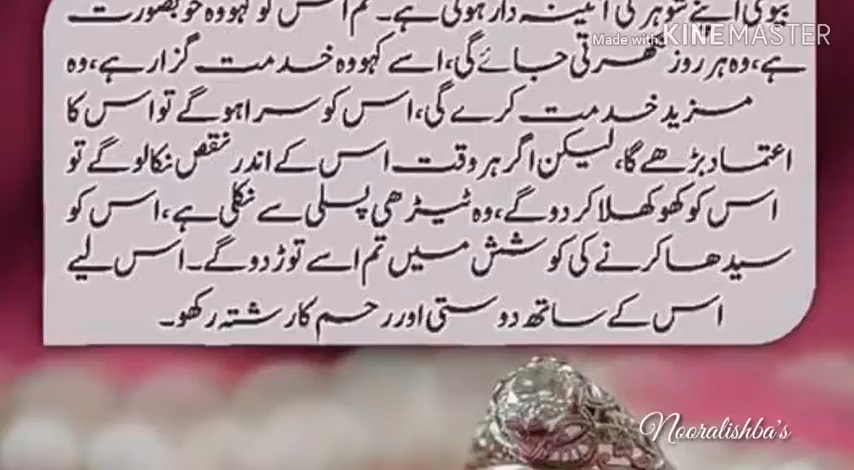 بیوی اپنے شوہر کی آئینہ دار ہوتی ہے۔ تم اس کو کہو وہ خوبصورت
Made with KINEMASTER
ہے، وہ ہر روز نکھرتی جائے گی، اسے کہو وہ خدمت گزار ہے، وہ
مزید خدمت کرے گی، اس کو سراہو گے تو اس کا
اعتماد بڑھے گا، لیکن اگر ہر وقت اس کے اندر نقص نکالو گے تو
اس کو کھوکھلا کر دو گے، وہ ٹیڑھی پسلی سے نکلی ہے، اس کو
سیدھا کرنے کی کوشش میں تم اسے توڑ دو گے۔ اس لیے
اس کے ساتھ دوستی اور رحم کا رشتہ رکھو۔
Nooralishba's